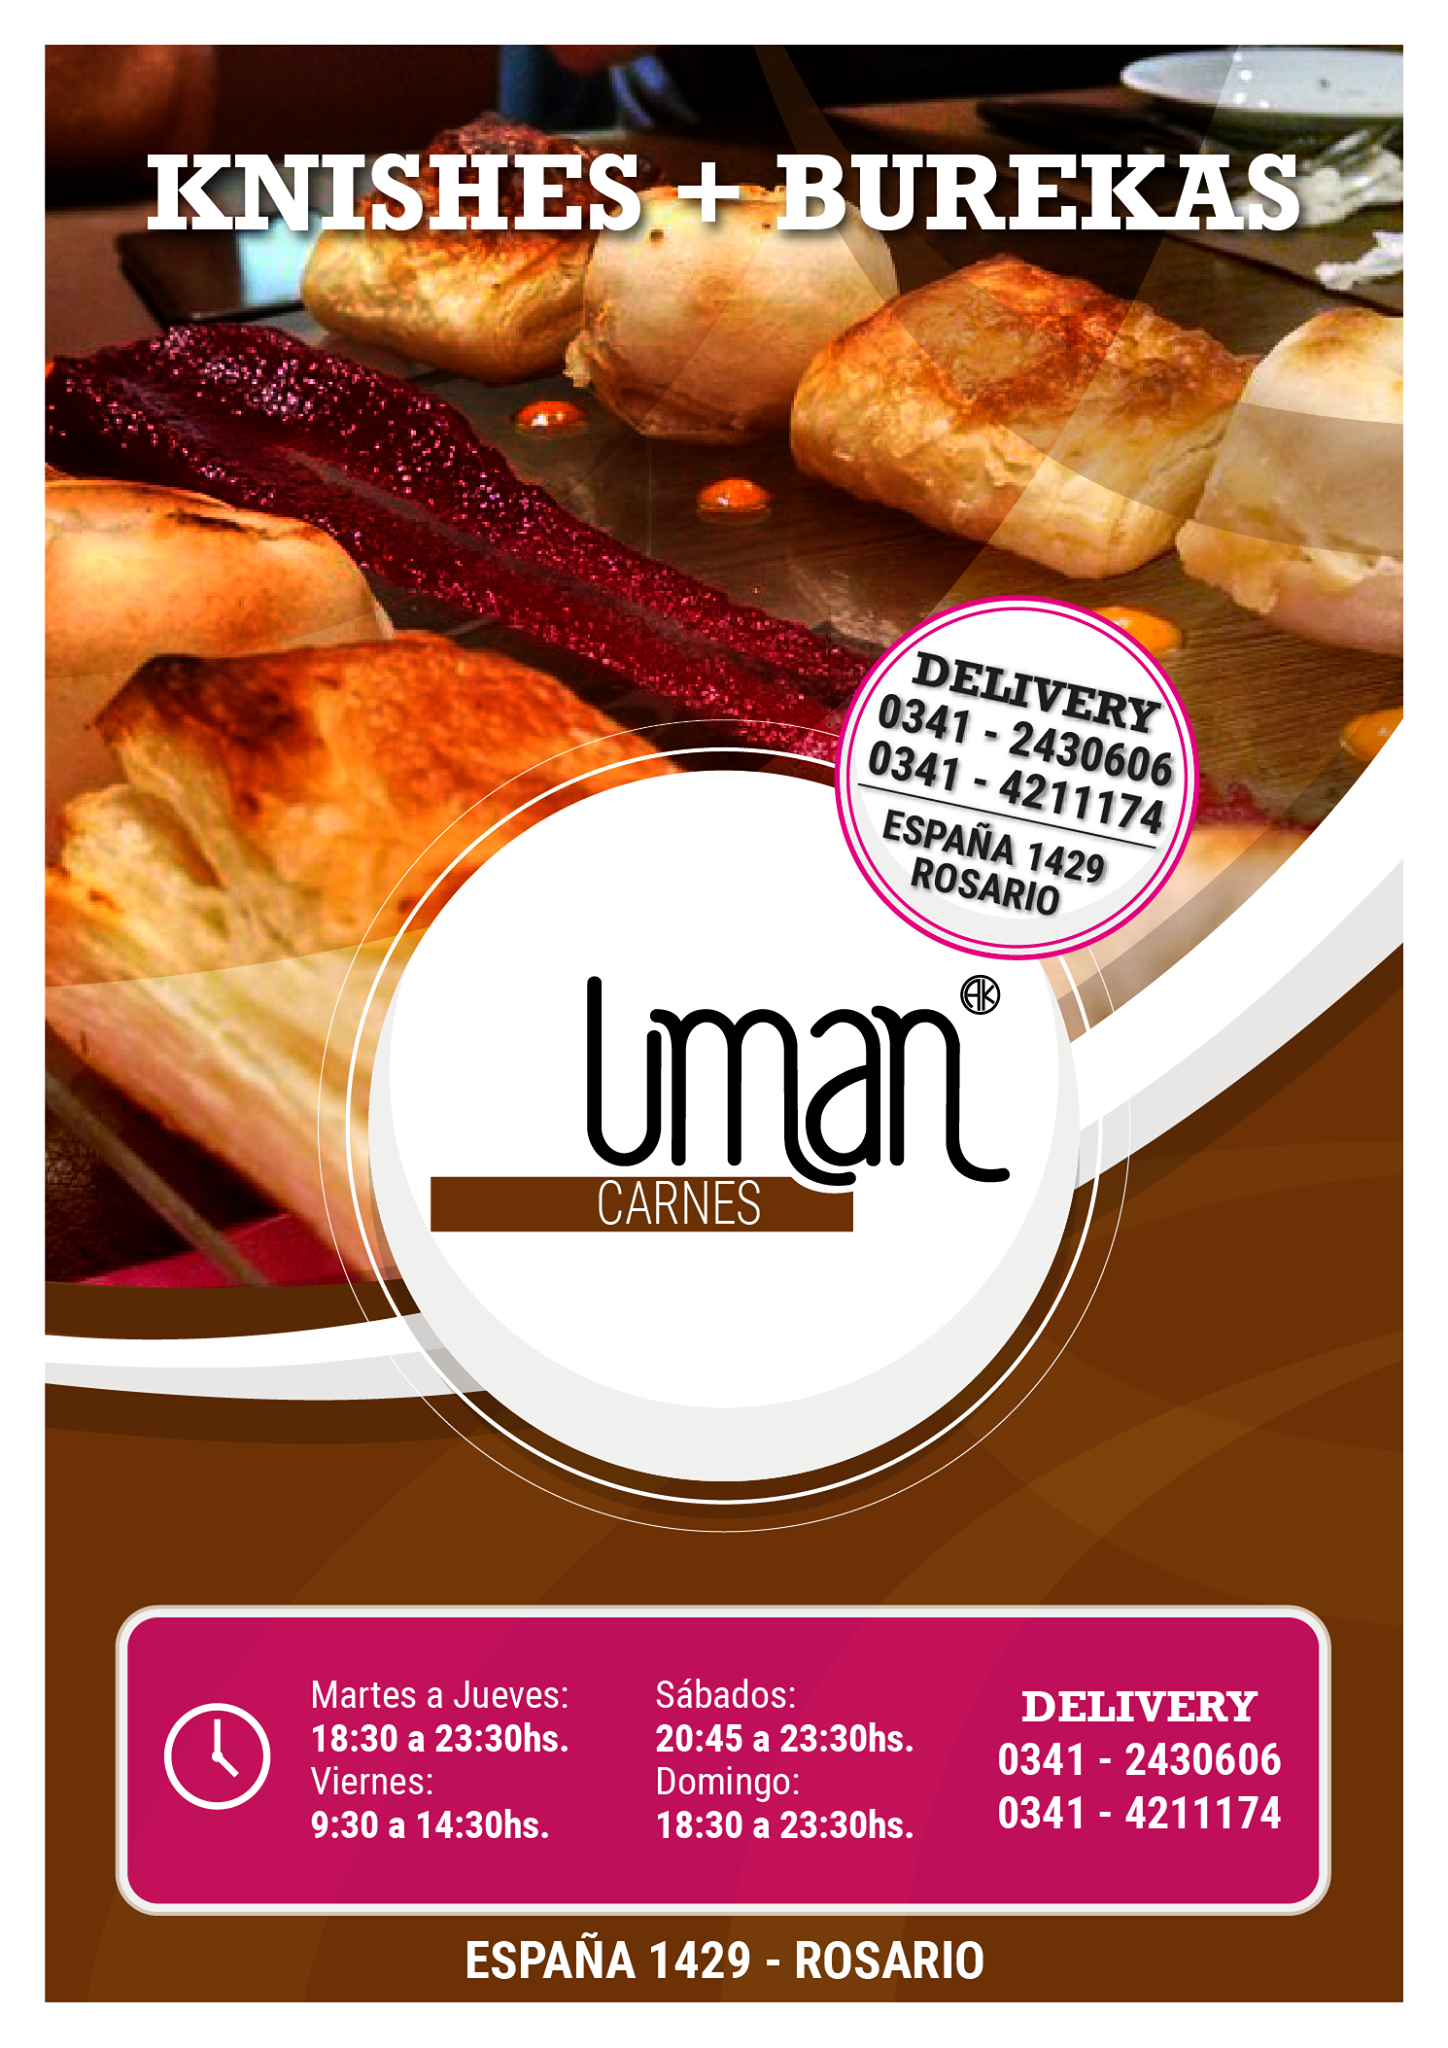 KNISHES + BUREKAS
DELIVERY
0341 - 2430606
0341 - 4211174
ESPAÑA 1429
ROSARIO
uman AK
CARNES
Martes a Jueves:
18:30 a 23:30hs.
Viernes:
9:30 a 14:30hs.
Sábados:
20:45 a 23:30hs.
Domingo:
18:30 a 23:30hs.
DELIVERY
0341 - 2430606
0341 - 4211174
ESPAÑA 1429 - ROSARIO